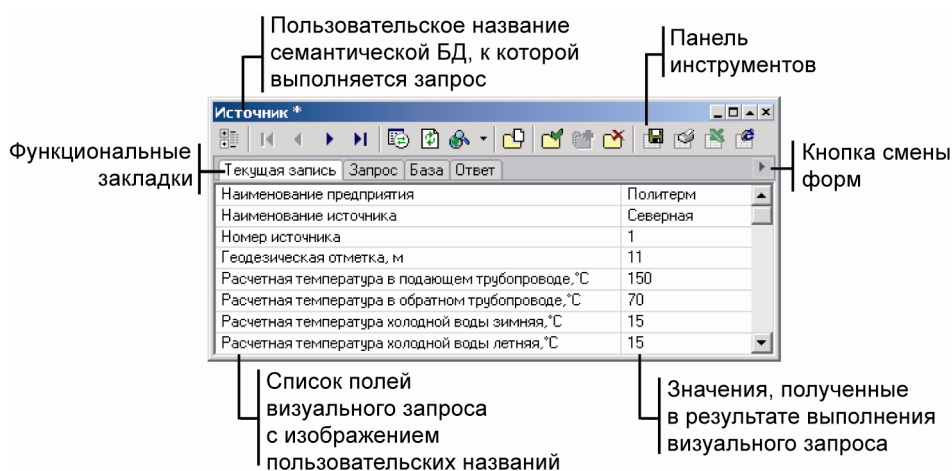 Пользовательское название
семантической БД, к которой
выполняется запрос
Панель
инструментов
Источник *
Функциональные
закладки
Текущая запись Запрос База Ответ
Кнопка смены
форм
Наименование предприятия Политерм
Наименование источника Северная
Номер источника 1
Геодезическая отметка, м 11
Расчетная температура в подающем трубопроводе,°C 150
Расчетная температура в обратном трубопроводе,°C 70
Расчетная температура холодной воды зимняя,°C 15
Расчетная температура холодной воды летняя,°C 15
Список полей
визуального запроса
с изображением
пользовательских названий
Значения, полученные
в результате выполнения
визуального запроса